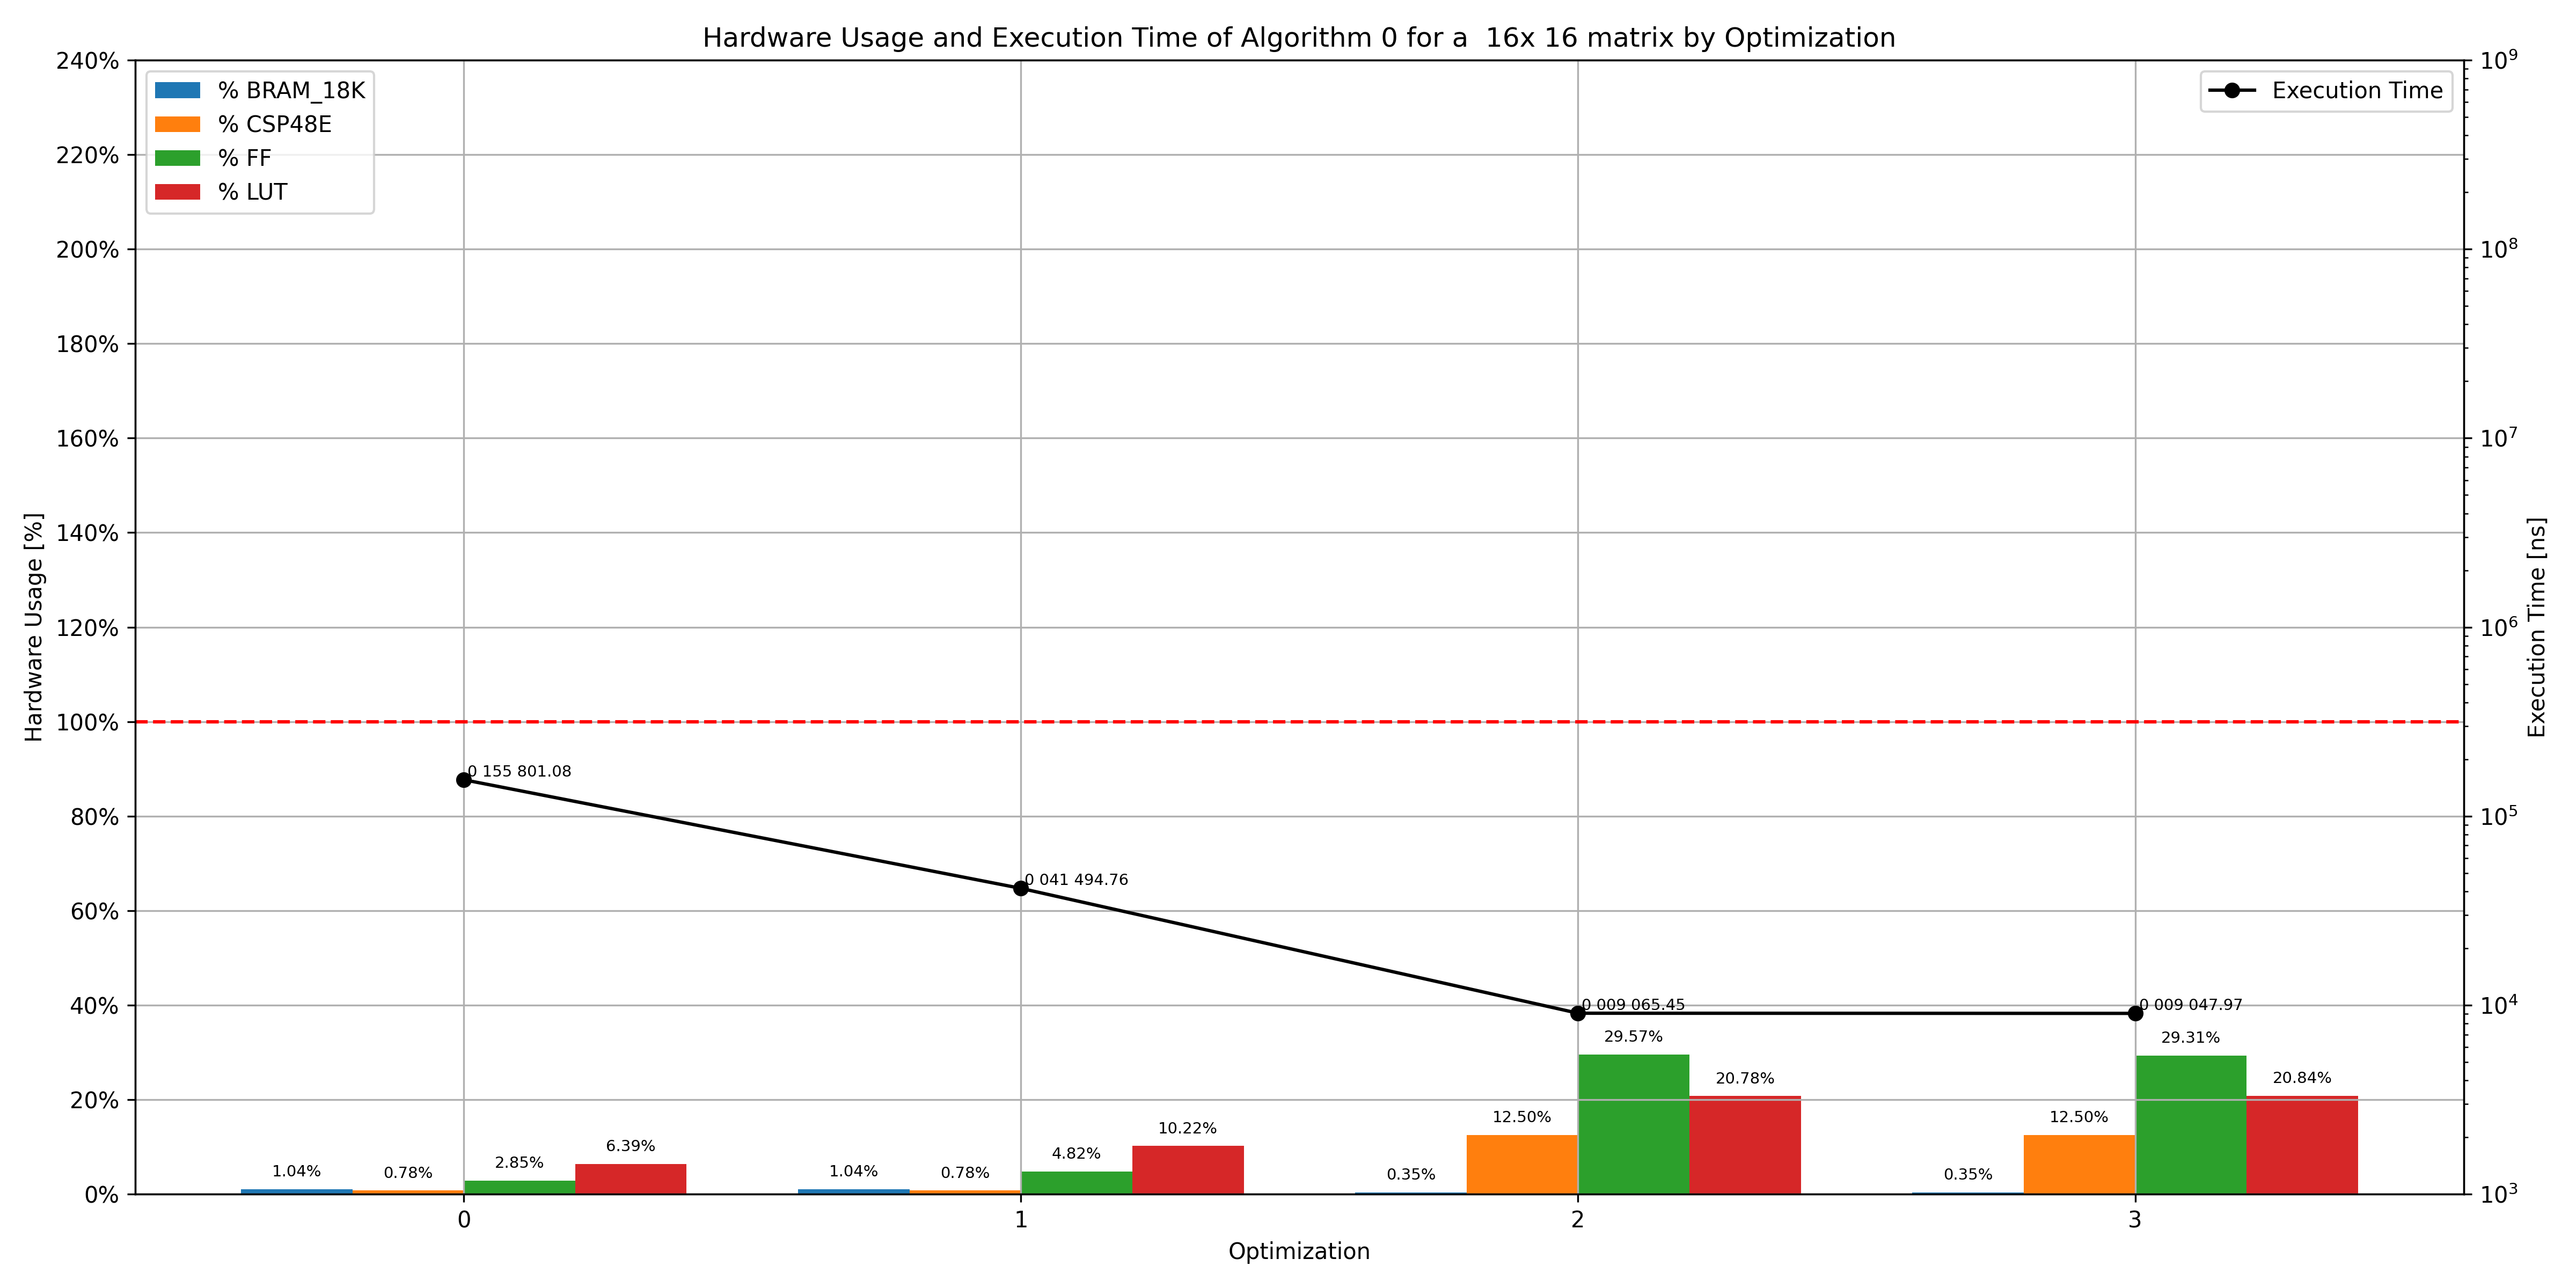 Hardware Usage and Execution Time of Algorithm 0 for a  16x 16 matrix by Optimization
% BRAM_18K
% CSP48E
% FF
% LUT
Execution Time
Hardware Usage [%]
240%
220%
200%
180%
160%
140%
120%
100%
80%
60%
40%
20%
0%
10⁹
10⁸
10⁷
10⁶
10⁵
10⁴
10³
Execution Time [ns]
0 155 801.08
0 041 494.76
0 009 065.45
0 009 047.97
1.04%
0.78%
2.85%
6.39%
1.04%
0.78%
4.82%
10.22%
0.35%
12.50%
29.57%
20.78%
0.35%
12.50%
29.31%
20.84%
0 1 2 3
Optimization